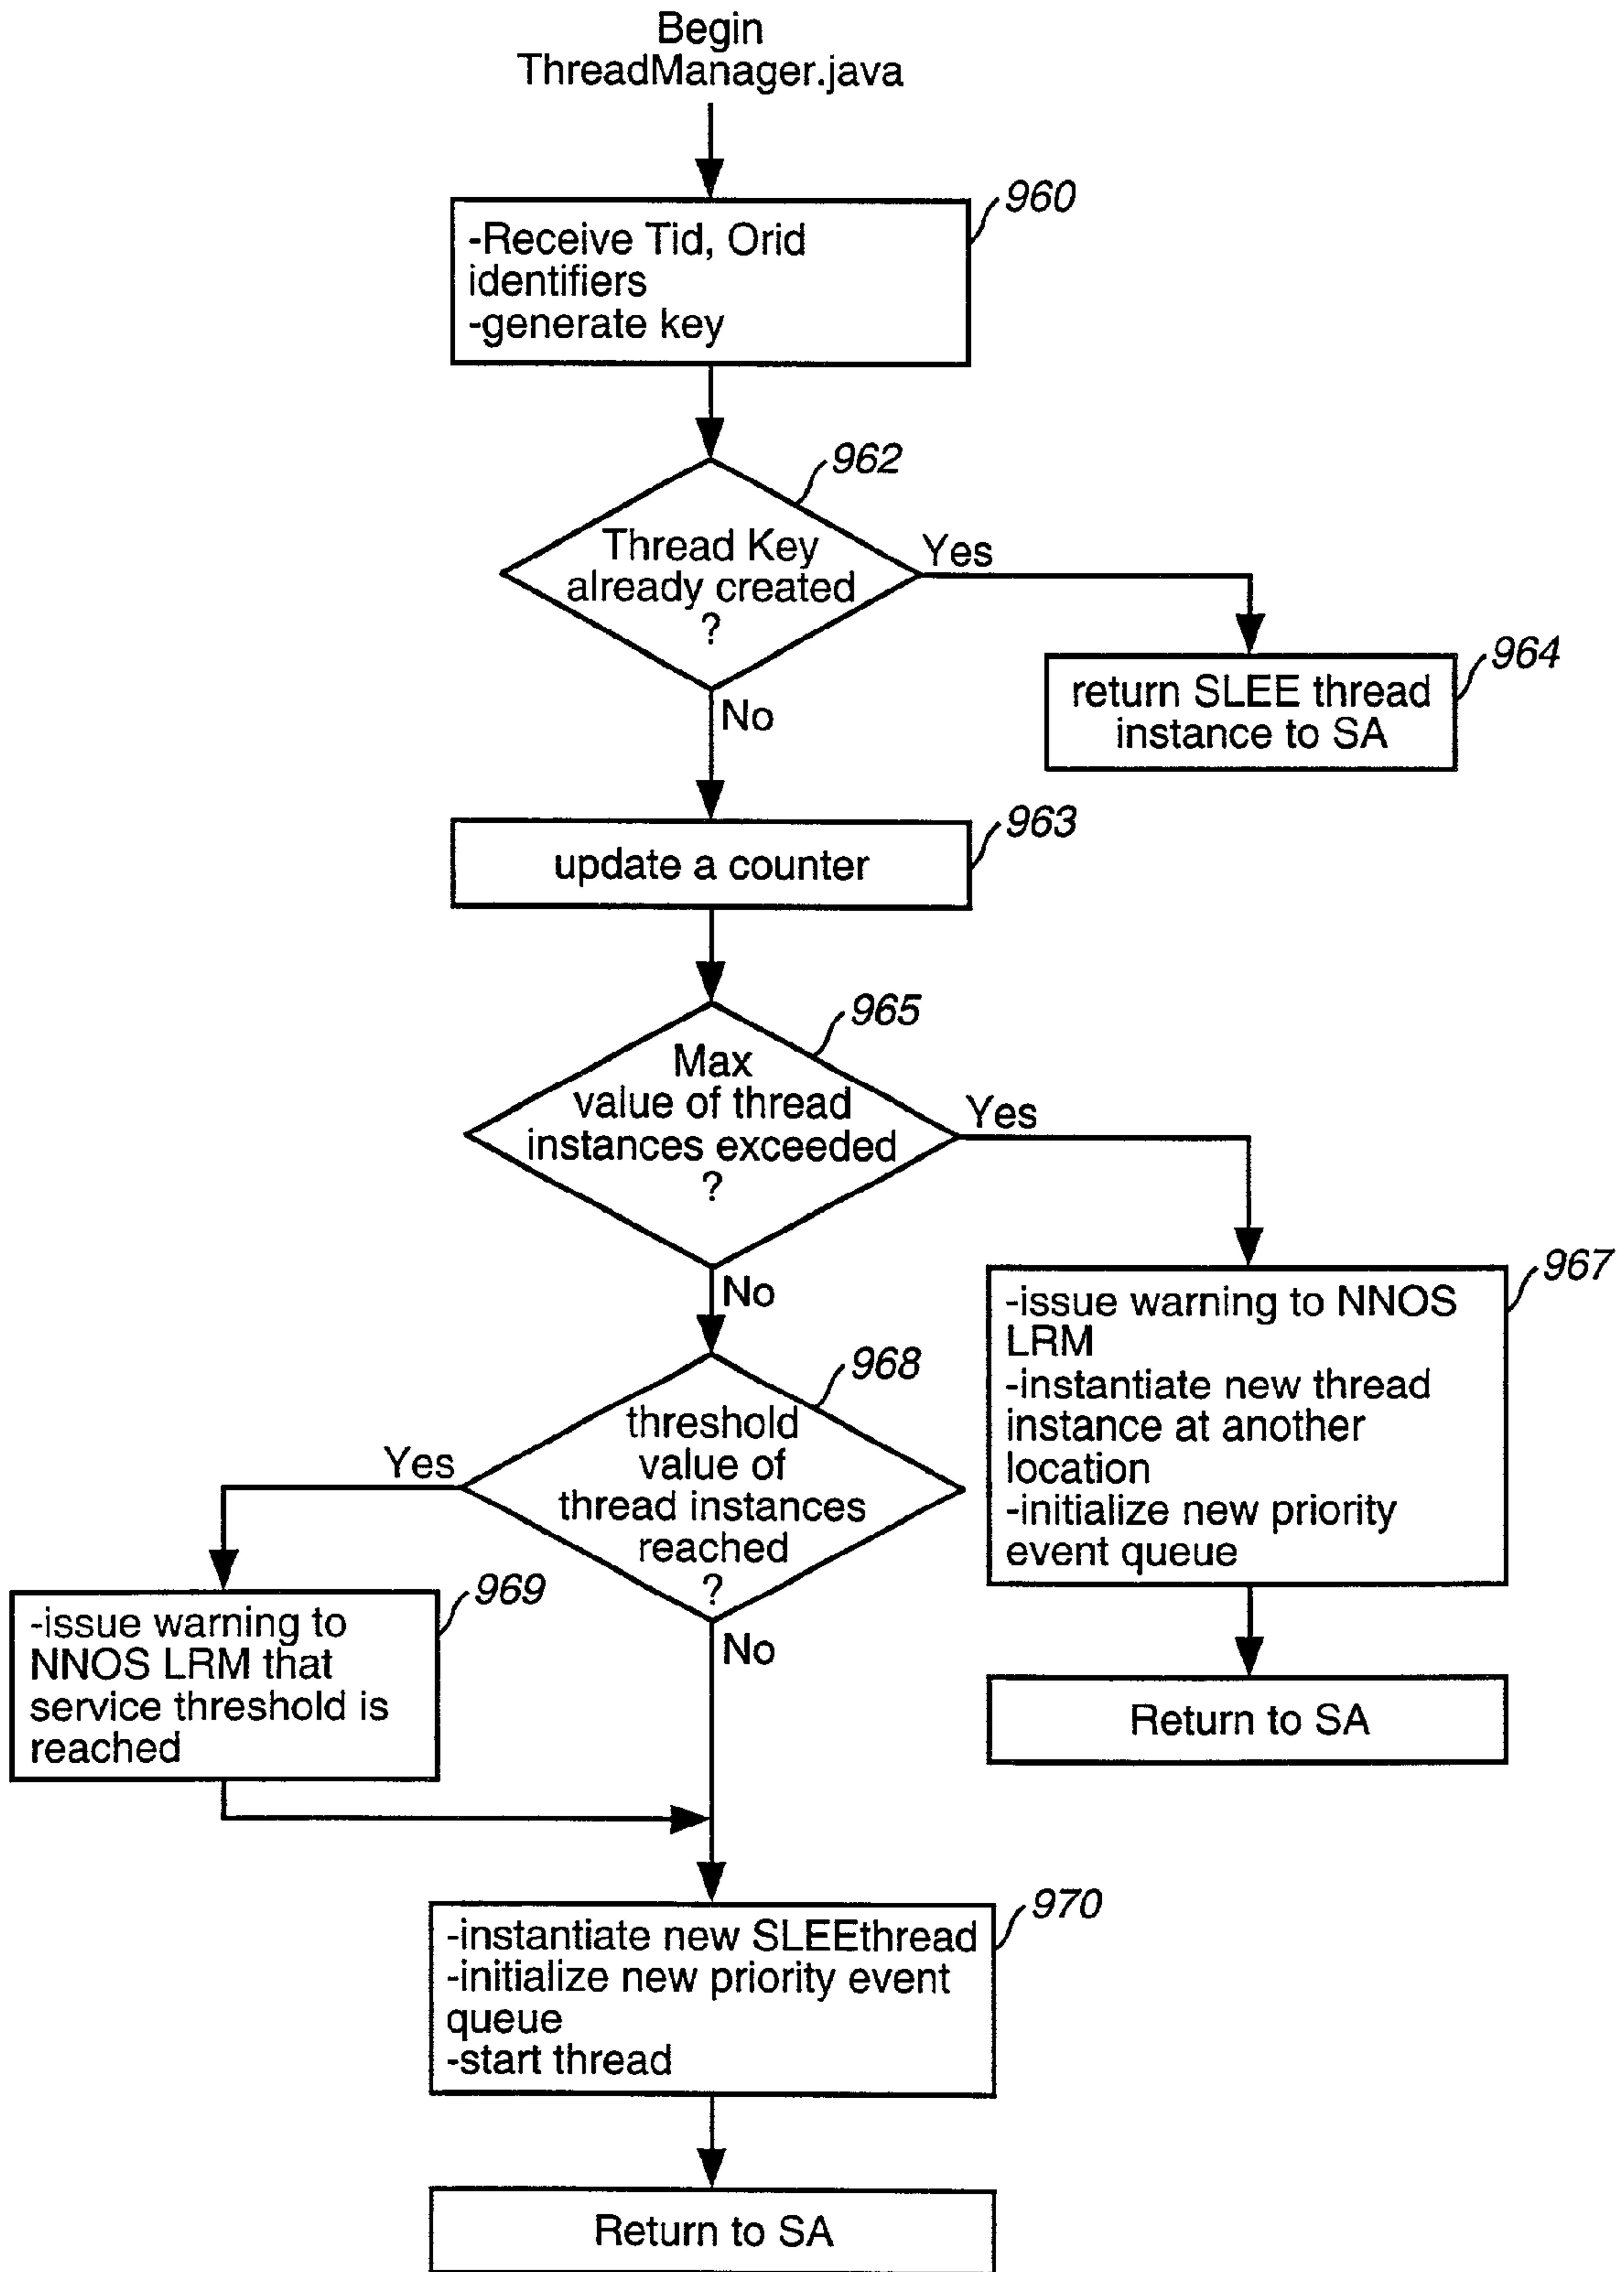 Begin
ThreadManager.java
960
-Receive Tid, Orid
identifiers
-generate key
962
Thread Key
already created
?
Yes
964
return SLEE thread
instance to SA
No
963
update a counter
965
Max
value of thread
instances exceeded
?
Yes
967
-issue warning to NNOS
LRM
-instantiate new thread
instance at another
location
-initialize new priority
event queue
Return to SA
No
968
threshold
value of
thread instances
reached
?
Yes
969
-issue warning to
NNOS LRM that
service threshold is
reached
No
970
-instantiate new SLEEthread
-initialize new priority event
queue
-start thread
Return to SA